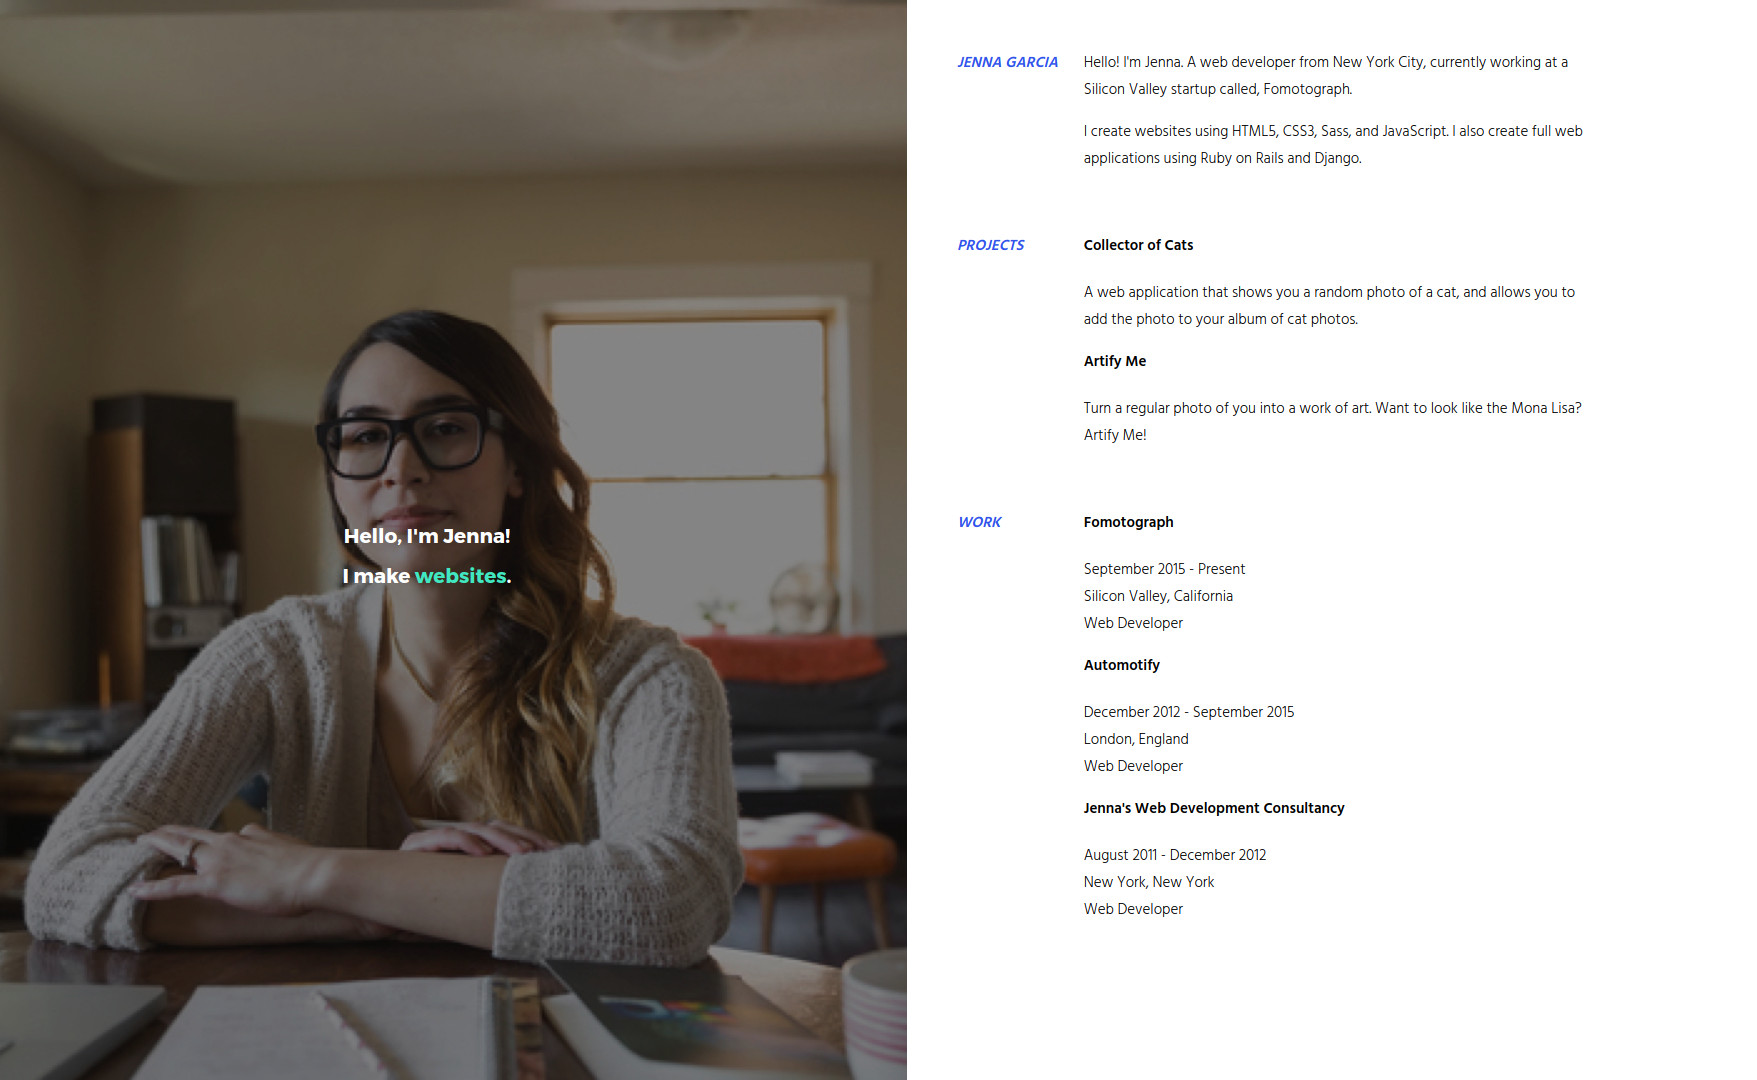 Hello, I'm Jenna!
I make websites.
JENNA GARCIA
Hello! I'm Jenna. A web developer from New York City, currently working at a
Silicon Valley startup called, Fomotograph.
I create websites using HTML5, CSS3, Sass, and JavaScript. I also create full web
applications using Ruby on Rails and Django.
PROJECTS
Collector of Cats
A web application that shows you a random photo of a cat, and allows you to
add the photo to your album of cat photos.
Artify Me
Turn a regular photo of you into a work of art. Want to look like the Mona Lisa?
Artify Me!
WORK
Fomotograph
September 2015 - Present
Silicon Valley, California
Web Developer
Automotify
December 2012 - September 2015
London, England
Web Developer
Jenna's Web Development Consultancy
August 2011 - December 2012
New York, New York
Web Developer